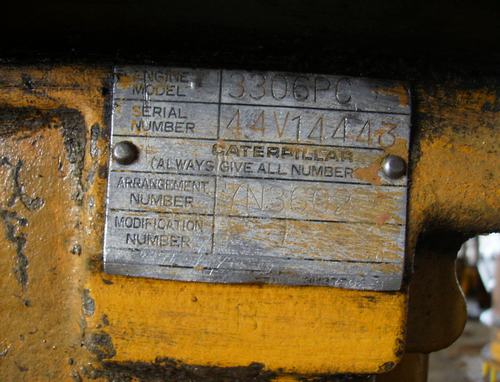 ENGINE MODEL 3306PC
SERIAL NUMBER 44V14443
CATERPILLAR
(ALWAYS GIVE ALL NUMBER
ARRANGEMENT NUMBER
MODIFICATION NUMBER